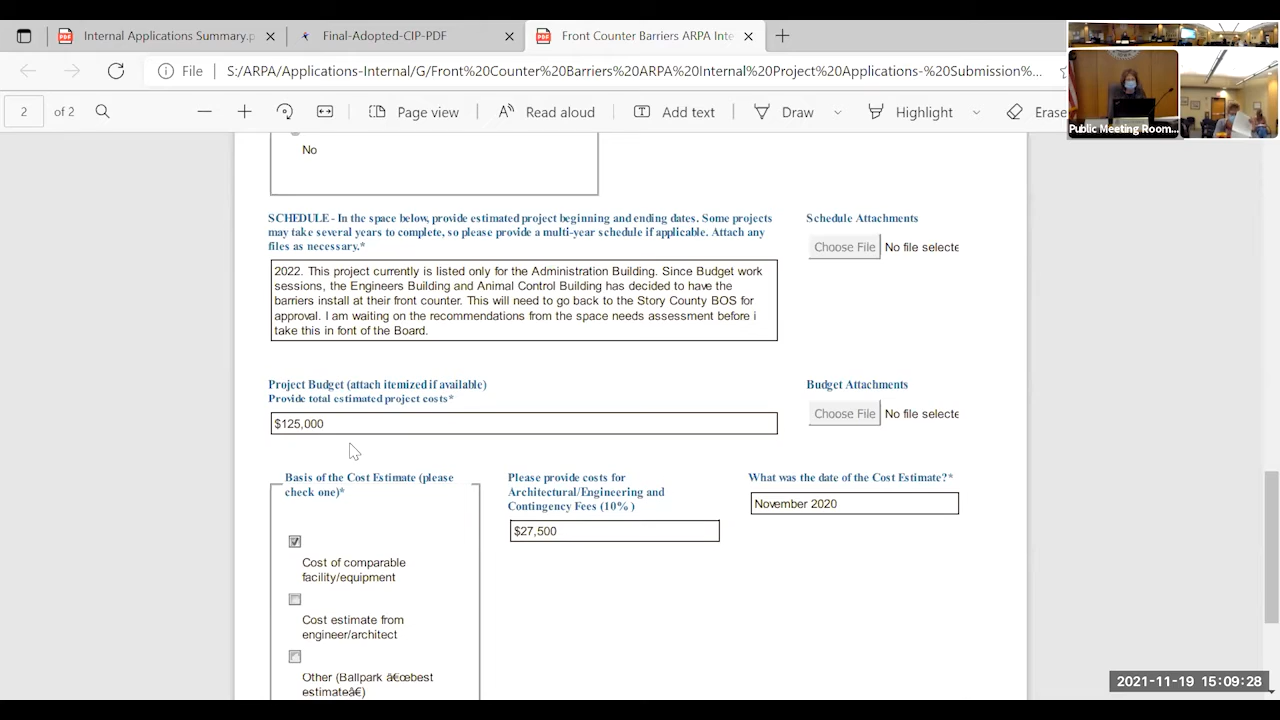 Internal Applications Summary.p
Final-Adopted-CIP-PDF
Front Counter Barriers ARPA Inte
File
S:/ARPA/Applications-Internal/G/Front%20Counter%20Barriers%20ARPA%20Internal%20Project%20Applications-%20Submission%...
2 of 2
Page view
Read aloud
Add text
Draw
Highlight
Erase
Public Meeting Room...
No
SCHEDULE - In the space below, provide estimated project beginning and ending dates. Some projects
may take several years to complete, so please provide a multi-year schedule if applicable. Attach any
files as necessary.*
Schedule Attachments
Choose File No file selecte
2022. This project currently is listed only for the Administration Building. Since Budget work
sessions, the Engineers Building and Animal Control Building has decided to have the
barriers install at their front counter. This will need to go back to the Story County BOS for
approval. I am waiting on the recommendations from the space needs assessment before i
take this in font of the Board.
Project Budget (attach itemized if available)
Provide total estimated project costs*
Budget Attachments
Choose File No file selecte
$125,000
Basis of the Cost Estimate (please
check one)*
Please provide costs for
Architectural/Engineering and
Contingency Fees (10% )
What was the date of the Cost Estimate?*
November 2020
$27,500
Cost of comparable
facility/equipment
Cost estimate from
engineer/architect
Other (Ballpark â€œbest
estimateâ€)
2021-11-19 15:09:28